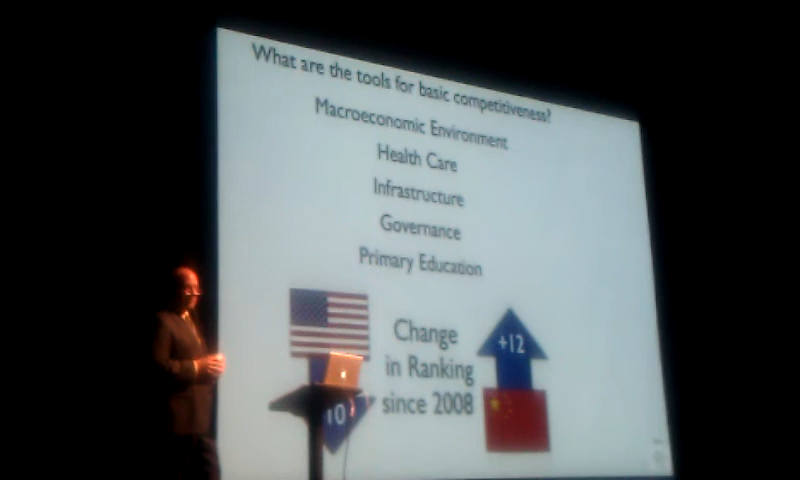 What are the tools for basic competitiveness?
Macroeconomic Environment
Health Care
Infrastructure
Governance
Primary Education
Change
in Ranking
since 2008
+12
10